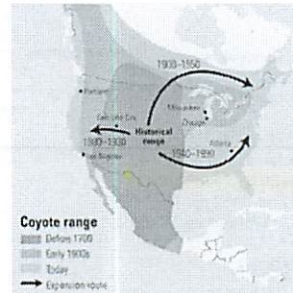 1900–1950
Portland
Salt Lake City
Milwaukee
Chicago
Historical
range
1900–1930
Los Angeles
Atlanta
1940–1990
Coyote range
Before 1700
Early 1900s
Today
Expansion route